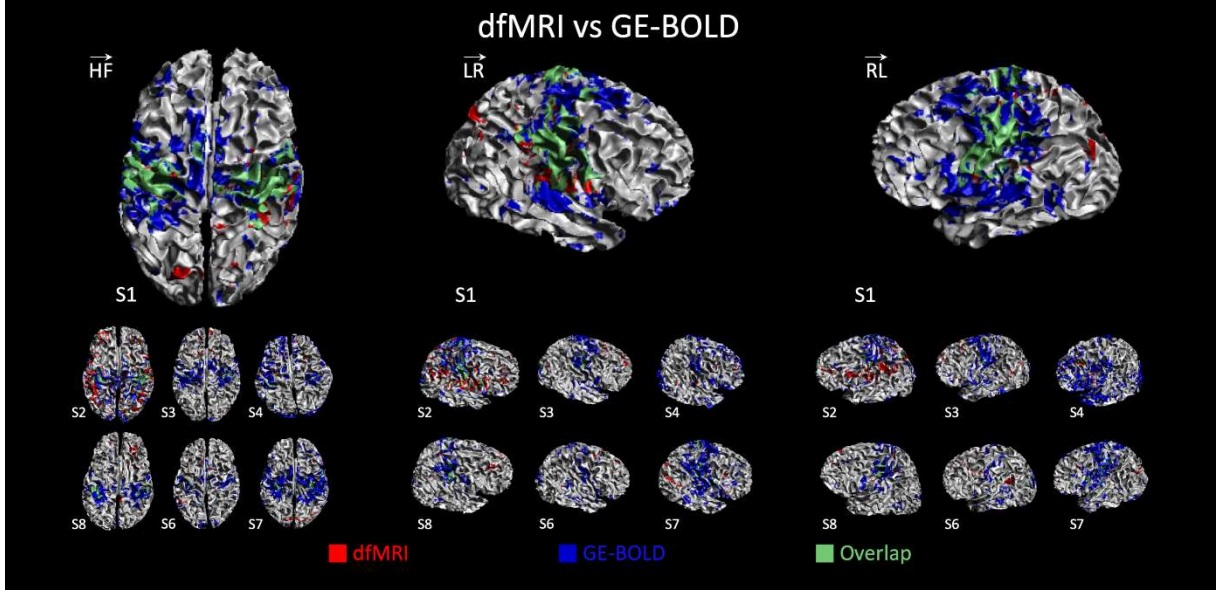 dfMRI vs GE-BOLD
HF LR RL
S1 S1 S1
S2 S3 S4 S2 S3 S4 S2 S3 S4
S8 S6 S7 S8 S6 S7 S8 S6 S7
dfMRI GE-BOLD Overlap